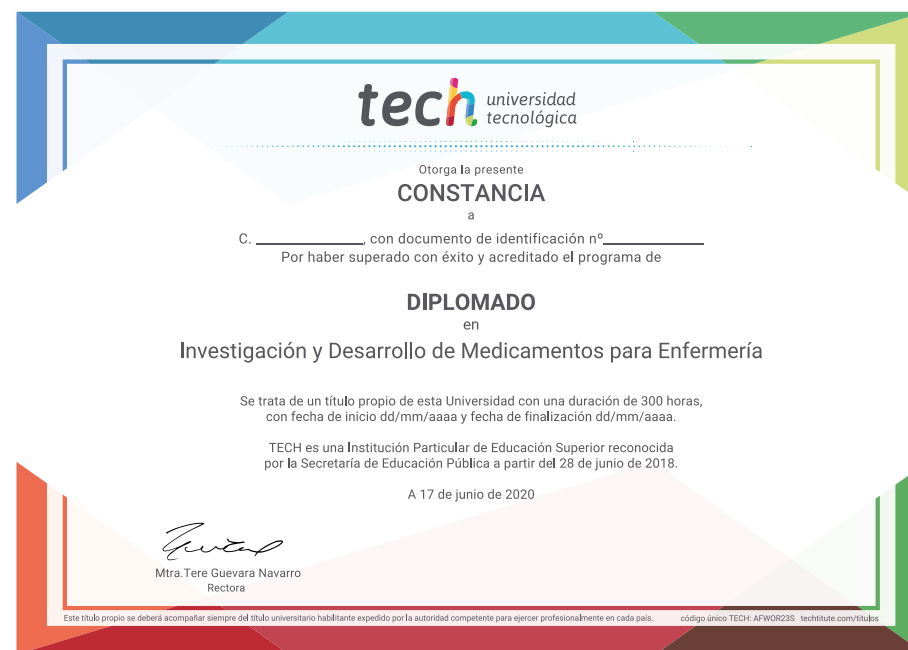 tech universidad
tecnológica
Otorga la presente
CONSTANCIA
a
C. ____________, con documento de identificación nº____________
Por haber superado con éxito y acreditado el programa de
DIPLOMADO
en
Investigación y Desarrollo de Medicamentos para Enfermería
Se trata de un título propio de esta Universidad con una duración de 300 horas,
con fecha de inicio dd/mm/aaaa y fecha de finalización dd/mm/aaaa.
TECH es una Institución Particular de Educación Superior reconocida
por la Secretaría de Educación Pública a partir del 28 de junio de 2018.
A 17 de junio de 2020
Mtra.Tere Guevara Navarro
Rectora
Este título propio se deberá acompañar siempre del título universitario habilitante expedido por la autoridad competente para ejercer profesionalmente en cada país. código único TECH: AFWOR23S techtitute.com/titulos